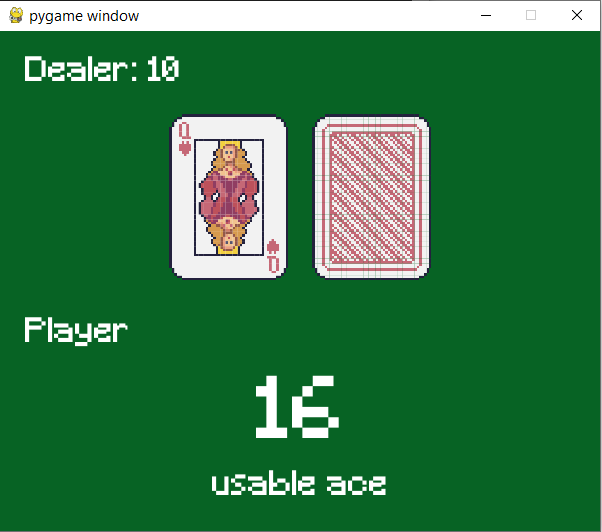 pygame window
Dealer: 10
Q
Q
Player
16
usable ace